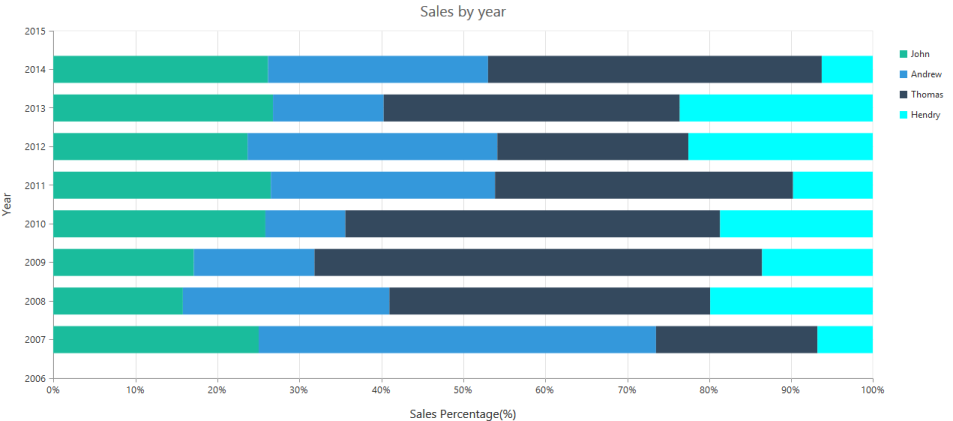 Sales by year
2015
2014
2013
2012
2011
2010
2009
2008
2007
2006
Year
0% 10% 20% 30% 40% 50% 60% 70% 80% 90% 100%
Sales Percentage(%)
John
Andrew
Thomas
Hendry